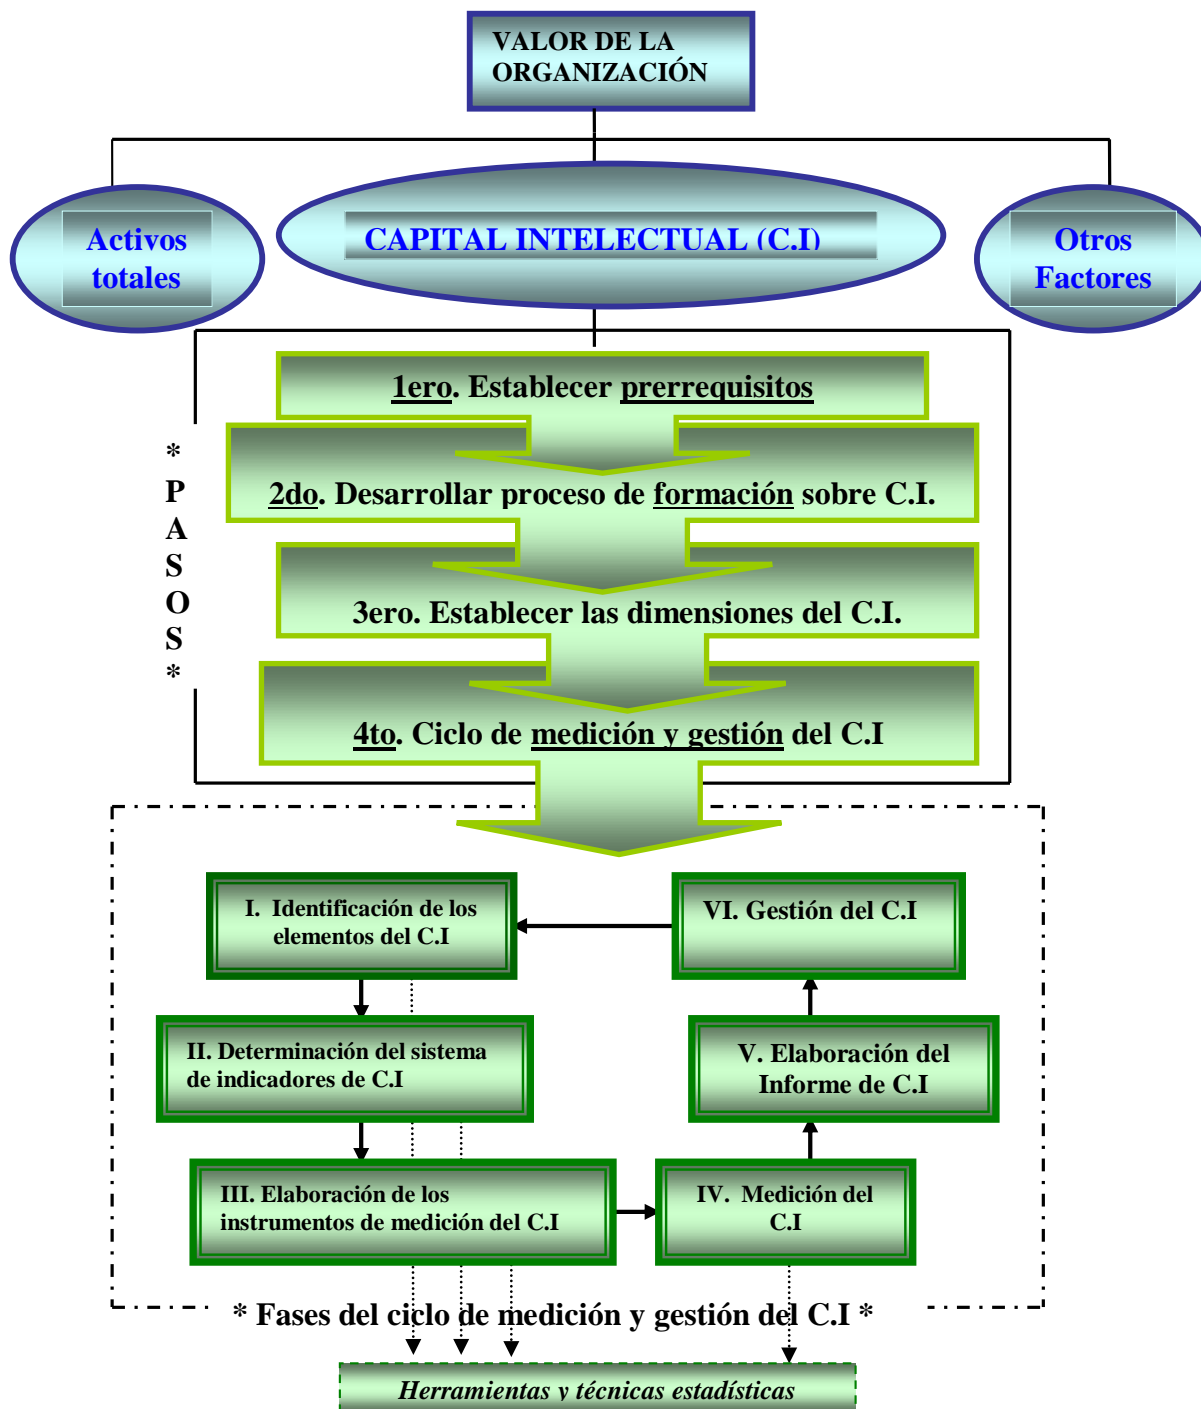 VALOR DE LA
ORGANIZACIÓN
Activos
totales
CAPITAL INTELECTUAL (C.I)
Otros
Factores
* PASOS *
1ero. Establecer prerrequisitos
2do. Desarrollar proceso de formación sobre C.I.
3ero. Establecer las dimensiones del C.I.
4to. Ciclo de medición y gestión del C.I
I. Identificación de los
elementos del C.I
VI. Gestión del C.I
II. Determinación del sistema
de indicadores de C.I
V. Elaboración del
Informe de C.I
III. Elaboración de los
instrumentos de medición del C.I
IV. Medición del
C.I
* Fases del ciclo de medición y gestión del C.I *
Herramientas y técnicas estadísticas